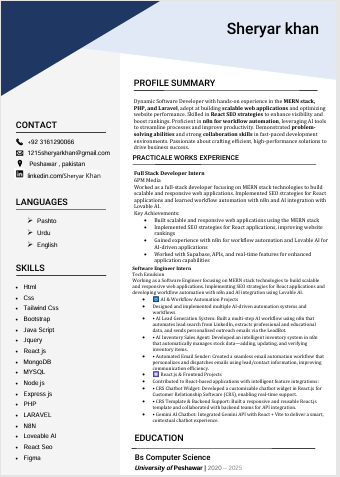 Sheryar khan
CONTACT
+92 3161290066
1215sheryarkhan@gmail.com
Peshawar , pakistan
linkedin.com/Sheryar Khan
LANGUAGES
Pashto
Urdu
English
SKILLS
Html
Css
Tailwind Css
Bootstrap
Java Script
Jquery
React js
MongoDB
MYSQL
Node js
Express js
PHP
LARAVEL
N8N
Loveable AI
React Seo
Figma
PROFILE SUMMARY
Dynamic Software Developer with hands-on experience in the MERN stack,
PHP, and Laravel, adept at building scalable web applications and optimizing
website performance. Skilled in React SEO strategies to enhance visibility and
boost rankings. Proficient in n8n for workflow automation, leveraging AI tools
to streamline processes and improve productivity. Demonstrated problem-
solving abilities and strong collaboration skills in fast-paced development
environments. Passionate about crafting efficient, high-performance solutions to
drive business success.
PRACTICALE WORKS EXPERIENCE
Full Stack Developer Intern
6PM Media
Worked as a full-stack developer focusing on MERN stack technologies to build
scalable and responsive web applications. Implemented SEO strategies for React
applications and learned workflow automation with n8n and AI integration with
Lovable AI.
Key Achievements:
Built scalable and responsive web applications using the MERN stack
Implemented SEO strategies for React applications, improving website
rankings
Gained experience with n8n for workflow automation and Lovable AI for
AI-driven applications
Worked with Supabase, APIs, and real-time features for enhanced
application capabilities
Software Engineer Intern
Tech Emulsion
Working as a Software Engineer focusing on MERN stack technologies to build scalable
and responsive web applications. Implementing SEO strategies for React applications and
developing workflow automation with n8n and AI integration using Lovable AI.
AI & Workflow Automation Projects
Designed and implemented multiple AI-driven automation systems and
workflows
• AI Lead Generation System: Built a multi-step AI workflow on n8n that
automates lead search from LinkedIn, extracts professional and educational
data, and sends personalized outreach emails via the LeadBot.
• AI Inventory Sales Agent: Developed an intelligent inventory system in n8n
that automatically manages stock data—adding, updating, and verifying
inventory items.
• Automated Email Sender: Created a seamless email automation workflow that
personalizes and dispatches emails using lead/contact information, improving
communication efficiency.
React js & Frontend Projects
Contributed to React-based applications with intelligent feature integrations:
• CRS Chatbot Widget: Developed a customizable chatbot widget in React js for
Customer Relationship Software (CRS), enabling real-time support.
• CRS Template & Backend Support: Built a responsive and reusable React js
template and collaborated with backend teams for API integration.
• Gemini AI Chatbot: Integrated Gemini API with React + Vite to deliver a smart,
contextual chatbot experience.
EDUCATION
Bs Computer Science
University of Peshawar | 2020 – 2025